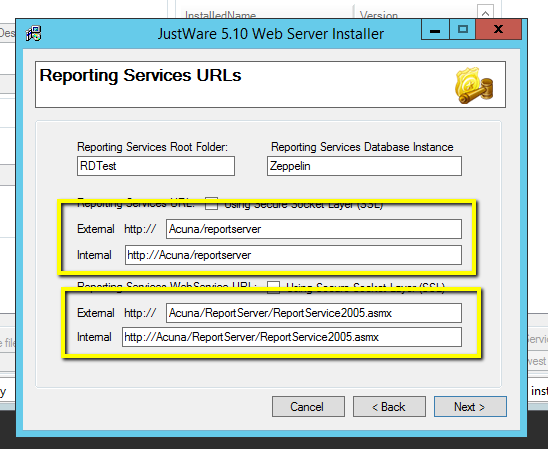 InstalledName Version
Des
JustWare 5.10 Web Server Installer
Reporting Services URLs
Reporting Services Root Folder: Reporting Services Database Instance
RDTest Zeppelin
Reporting Services URL: Using Secure Socket Layer (SSL)
External http:// Acuna/reportserver
Internal http://Acuna/reportserver
Reporting Services WebService URL: Using Secure Socket Layer (SSL)
External http:// Acuna/ReportServer/ReportService2005.asmx
Internal http://Acuna/ReportServer/ReportService2005.asmx
e file
Servic
west
y
inst
Cancel < Back Next >